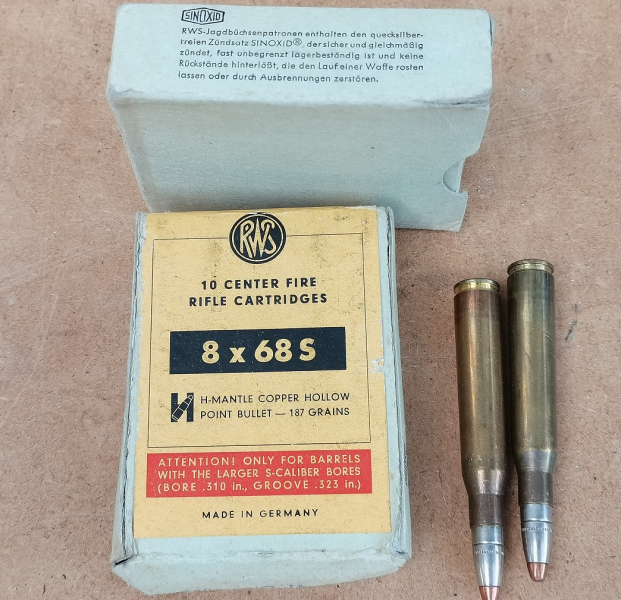 SINOXID
RWS-Jagdbüchsenpatronen enthalten den quecksilber-
freien Zündsatz SINOXID®, der sicher und gleichmäßig
zündet, fast unbegrenzt lagerbeständig ist und keine
Rückstände hinterläßt, die den Lauf einer Waffe rosten
lassen oder durch Ausbrennungen zerstören.
RWS
10 CENTER FIRE
RIFLE CARTRIDGES
8 x 68 S
H H-MANTLE COPPER HOLLOW
POINT BULLET — 187 GRAINS
ATTENTION! ONLY FOR BARRELS
WITH THE LARGER S-CALIBER BORES
(BORE .310 in., GROOVE .323 in.)
MADE IN GERMANY